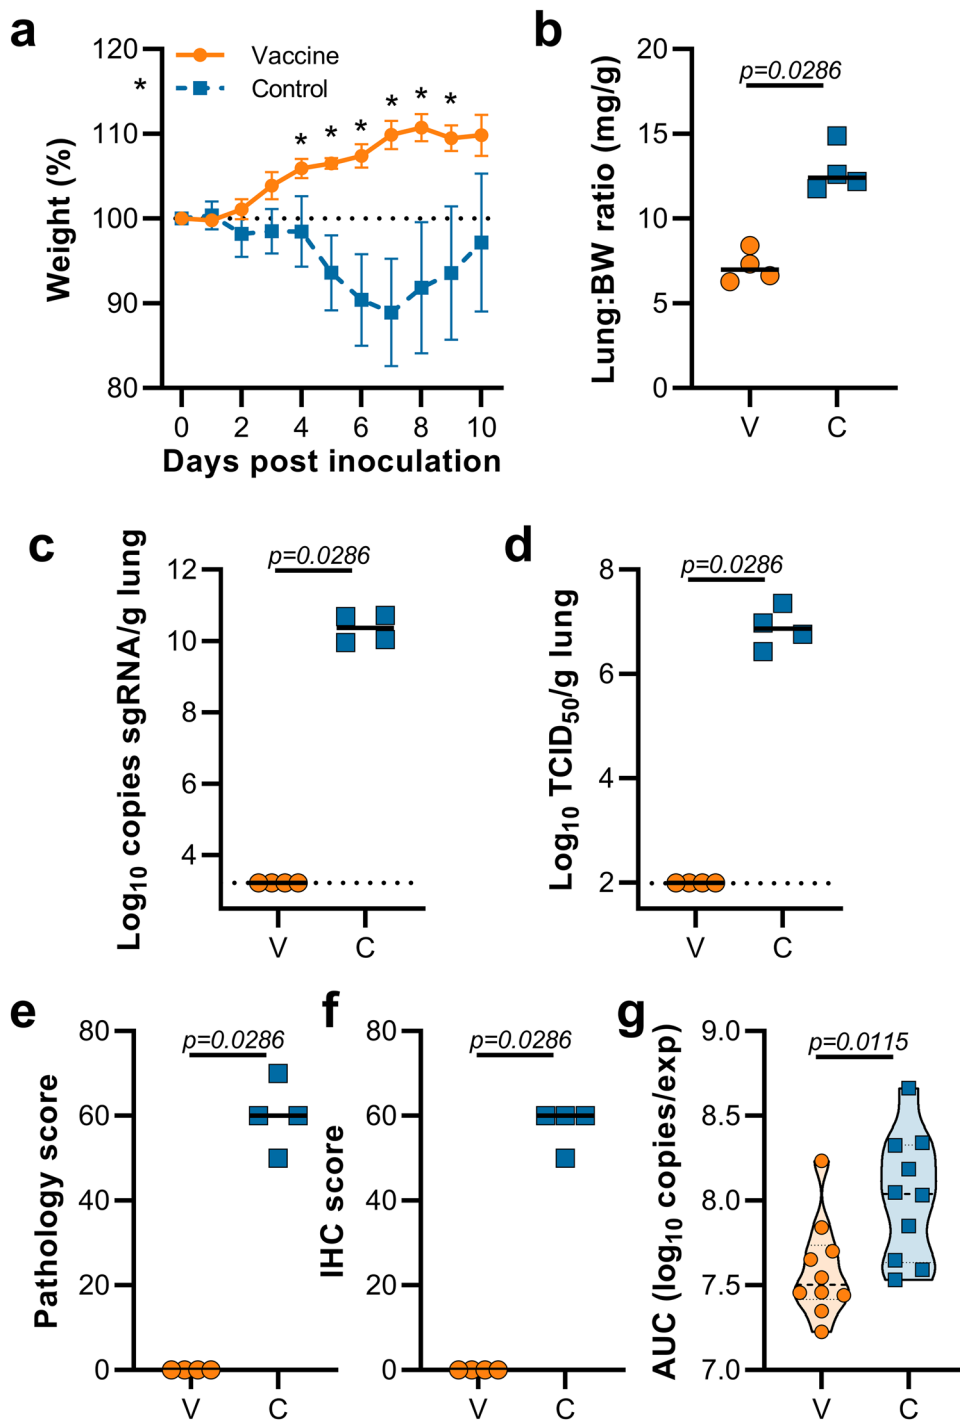 a
Vaccine
Control
*
* * * * * *
Weight (%)
120
110
100
90
80
0 2 4 6 8 10
Days post inoculation
b
Lung:BW ratio (mg/g)
20
15
10
5
0
p=0.0286
V C
c
Log10 copies sgRNA/g lung
12
10
8
6
4
p=0.0286
V C
d
Log10 TCID50/g lung
8
6
4
2
p=0.0286
V C
e
Pathology score
80
60
40
20
0
p=0.0286
V C
f
IHC score
80
60
40
20
0
p=0.0286
V C
g
AUC (log10 copies/exp)
9.0
8.5
8.0
7.5
7.0
p=0.0115
V C